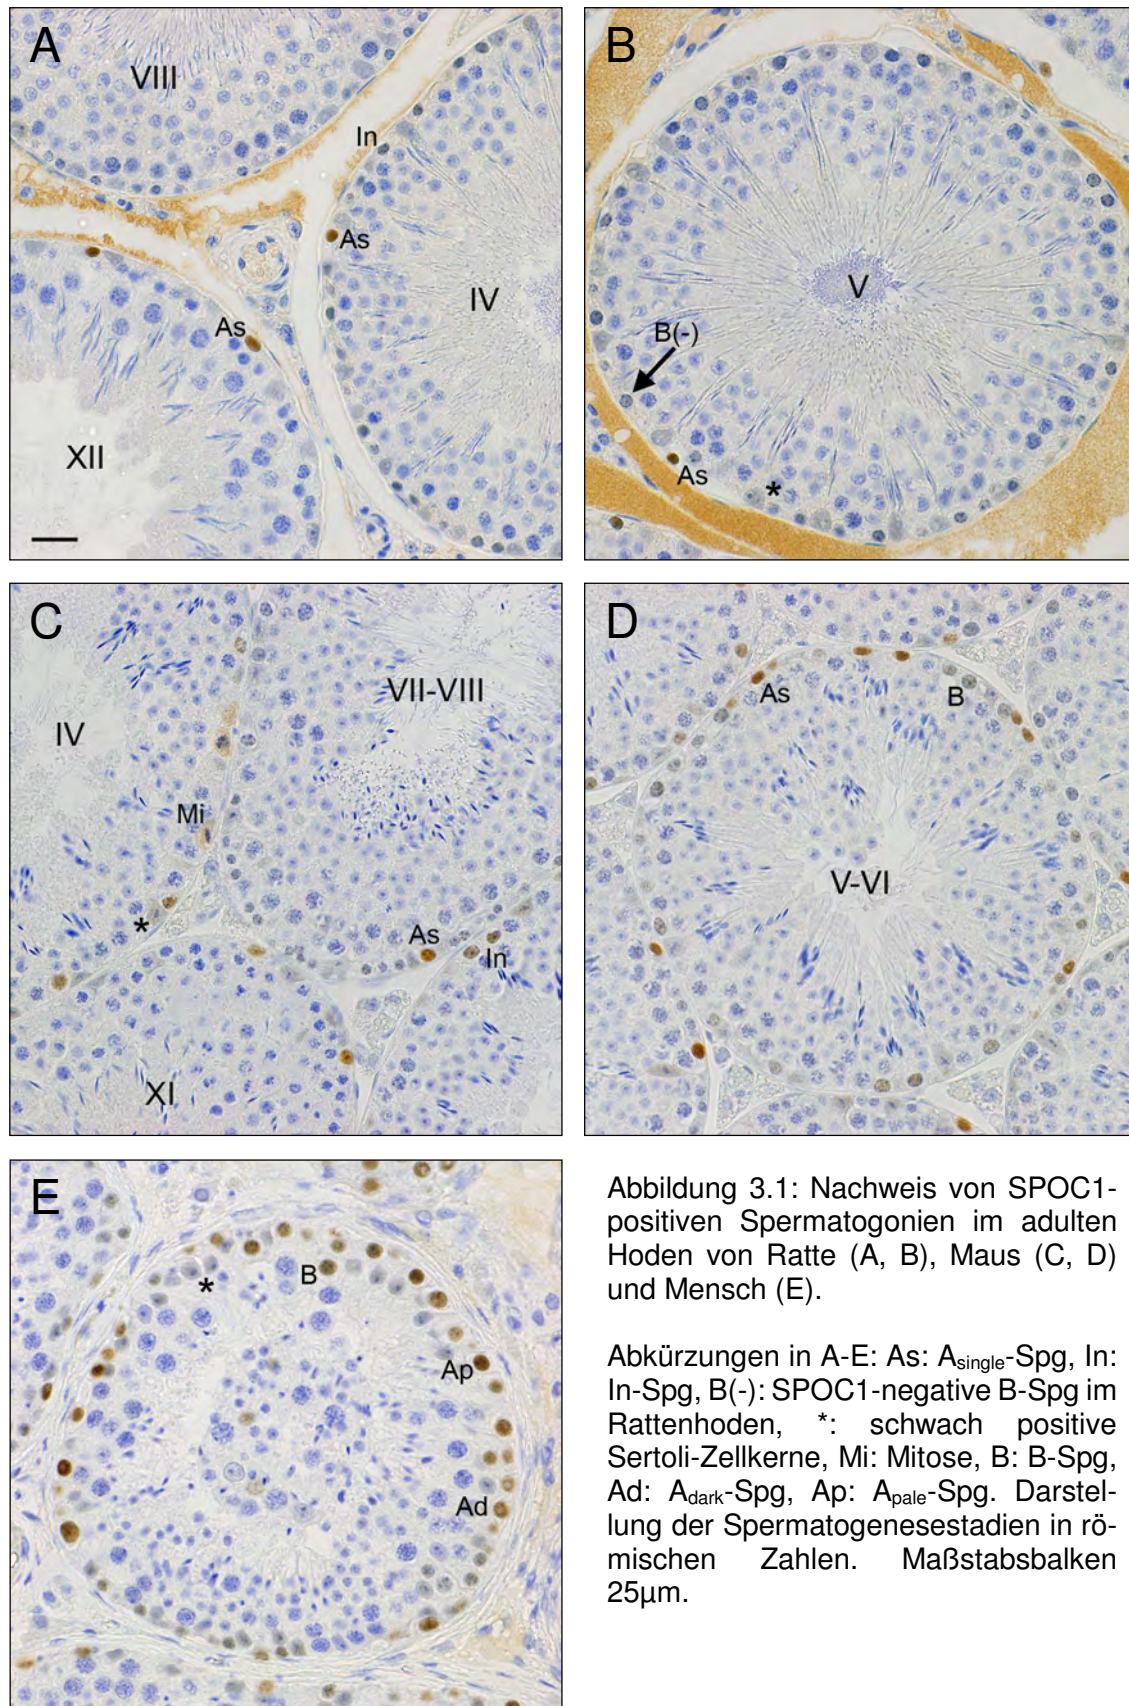 A
VIII
In
As
IV
As
XII
B
V
B(-)
As
*
C
VII-VIII
IV
Mi
*
As
In
XI
D
As
B
V-VI
E
*
B
Ap
Ad
Abbildung 3.1: Nachweis von SPOC1-
positiven Spermatogonien im adulten
Hoden von Ratte (A, B), Maus (C, D)
und Mensch (E).
Abkürzungen in A-E: As: Asingle-Spg, In:
In-Spg, B(-): SPOC1-negative B-Spg im
Rattenhoden, *: schwach positive
Sertoli-Zellkerne, Mi: Mitose, B: B-Spg,
Ad: Adark-Spg, Ap: Apale-Spg. Darstel-
lung der Spermatogenesestadien in rö-
mischen Zahlen. Maßstabsbalken
25µm.